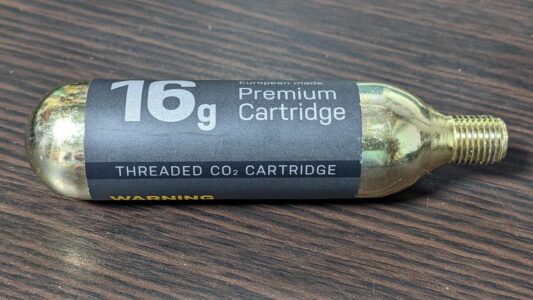 European made
16g
Premium
Cartridge
THREADED CO₂ CARTRIDGE
WARNING